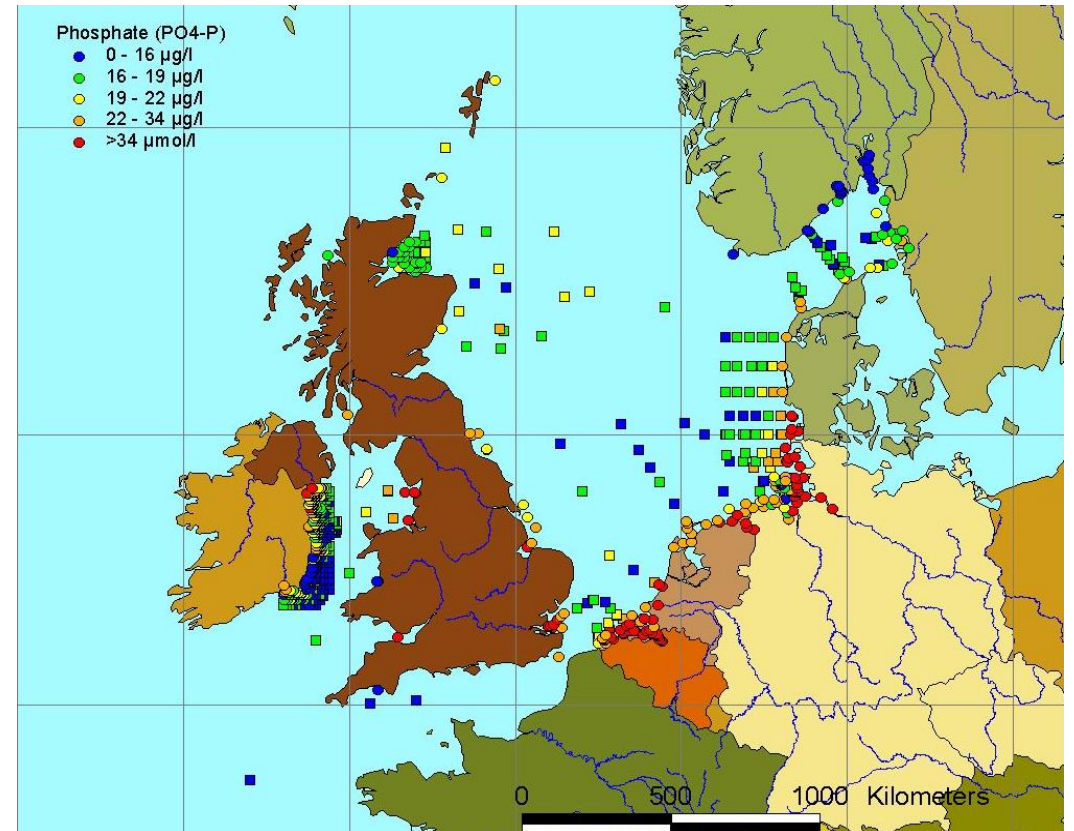 Phosphate (PO4-P)
0 - 16 µg/l
16 - 19 µg/l
19 - 22 µg/l
22 - 34 µg/l
>34 µmol/l
0 500 1000 Kilometers